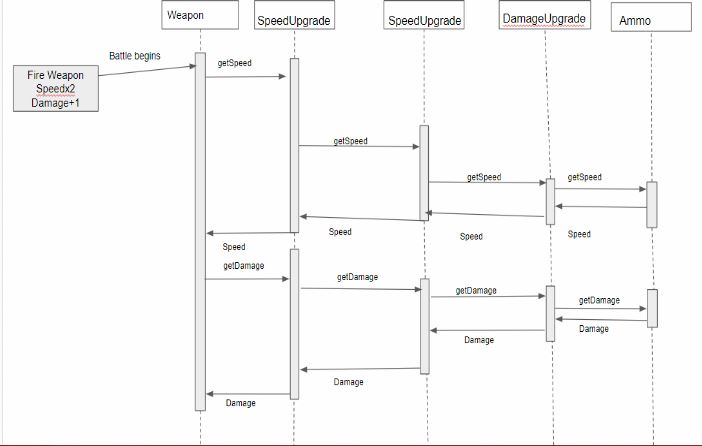 Weapon
SpeedUpgrade
SpeedUpgrade
DamageUpgrade
Ammo
Battle begins
Fire Weapon
Speedx2
Damage+1
getSpeed
getSpeed
getSpeed
getSpeed
Speed
Speed
Speed
Speed
getDamage
getDamage
getDamage
getDamage
Damage
Damage
Damage
Damage